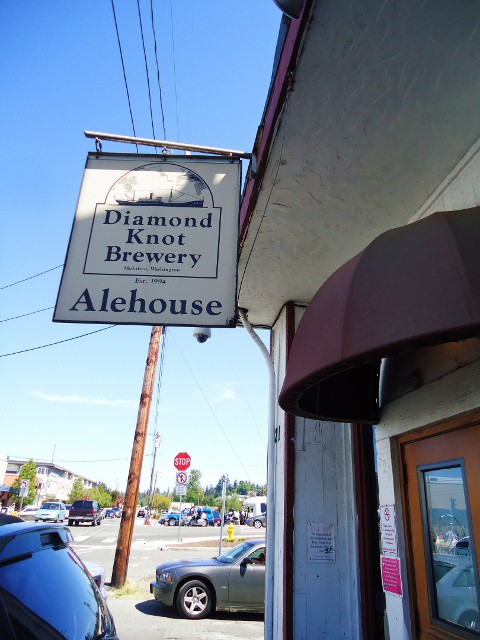 Diamond
Knot
Brewery
Mukilteo, Washington
Est. 1994
Alehouse
STOP